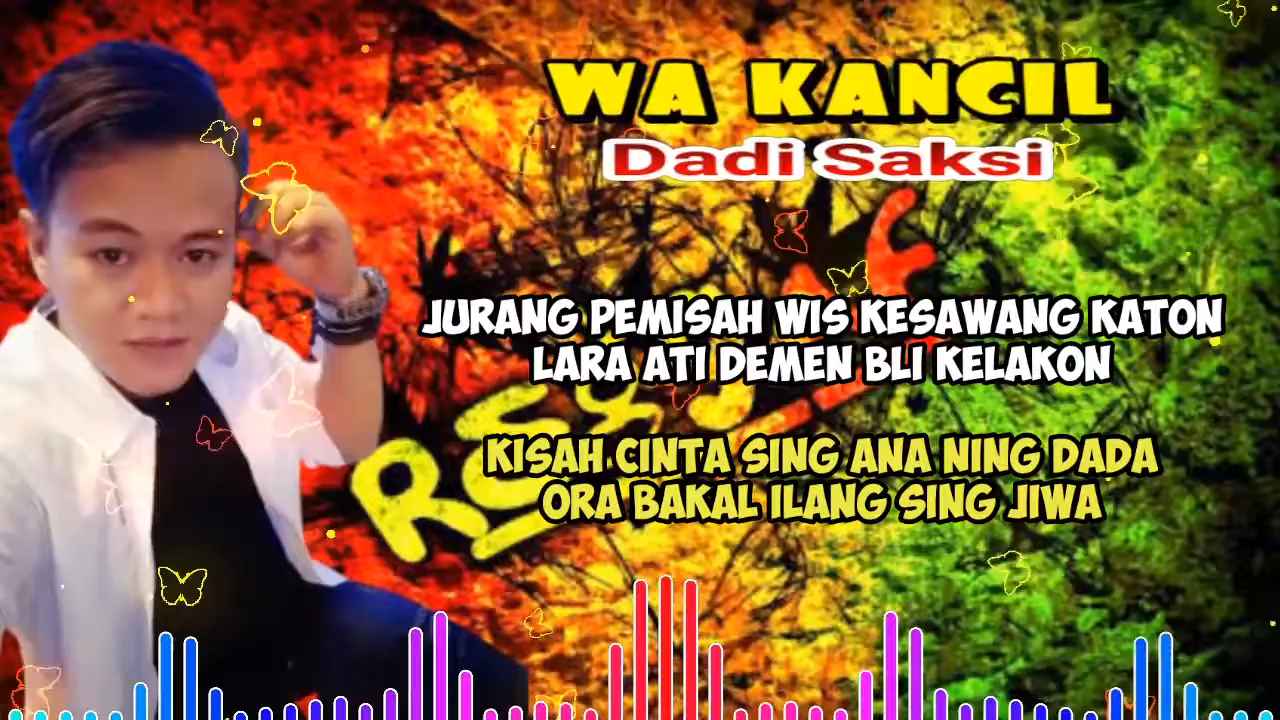 WA KANCIL
Dadi Saksi
JURANG PEMISAH WIS KESAWANG KATON
LARA ATI DEMEN BLI KELAKON
KISAH CINTA SING ANA NING DADA
ORA BAKAL ILANG SING JIWA